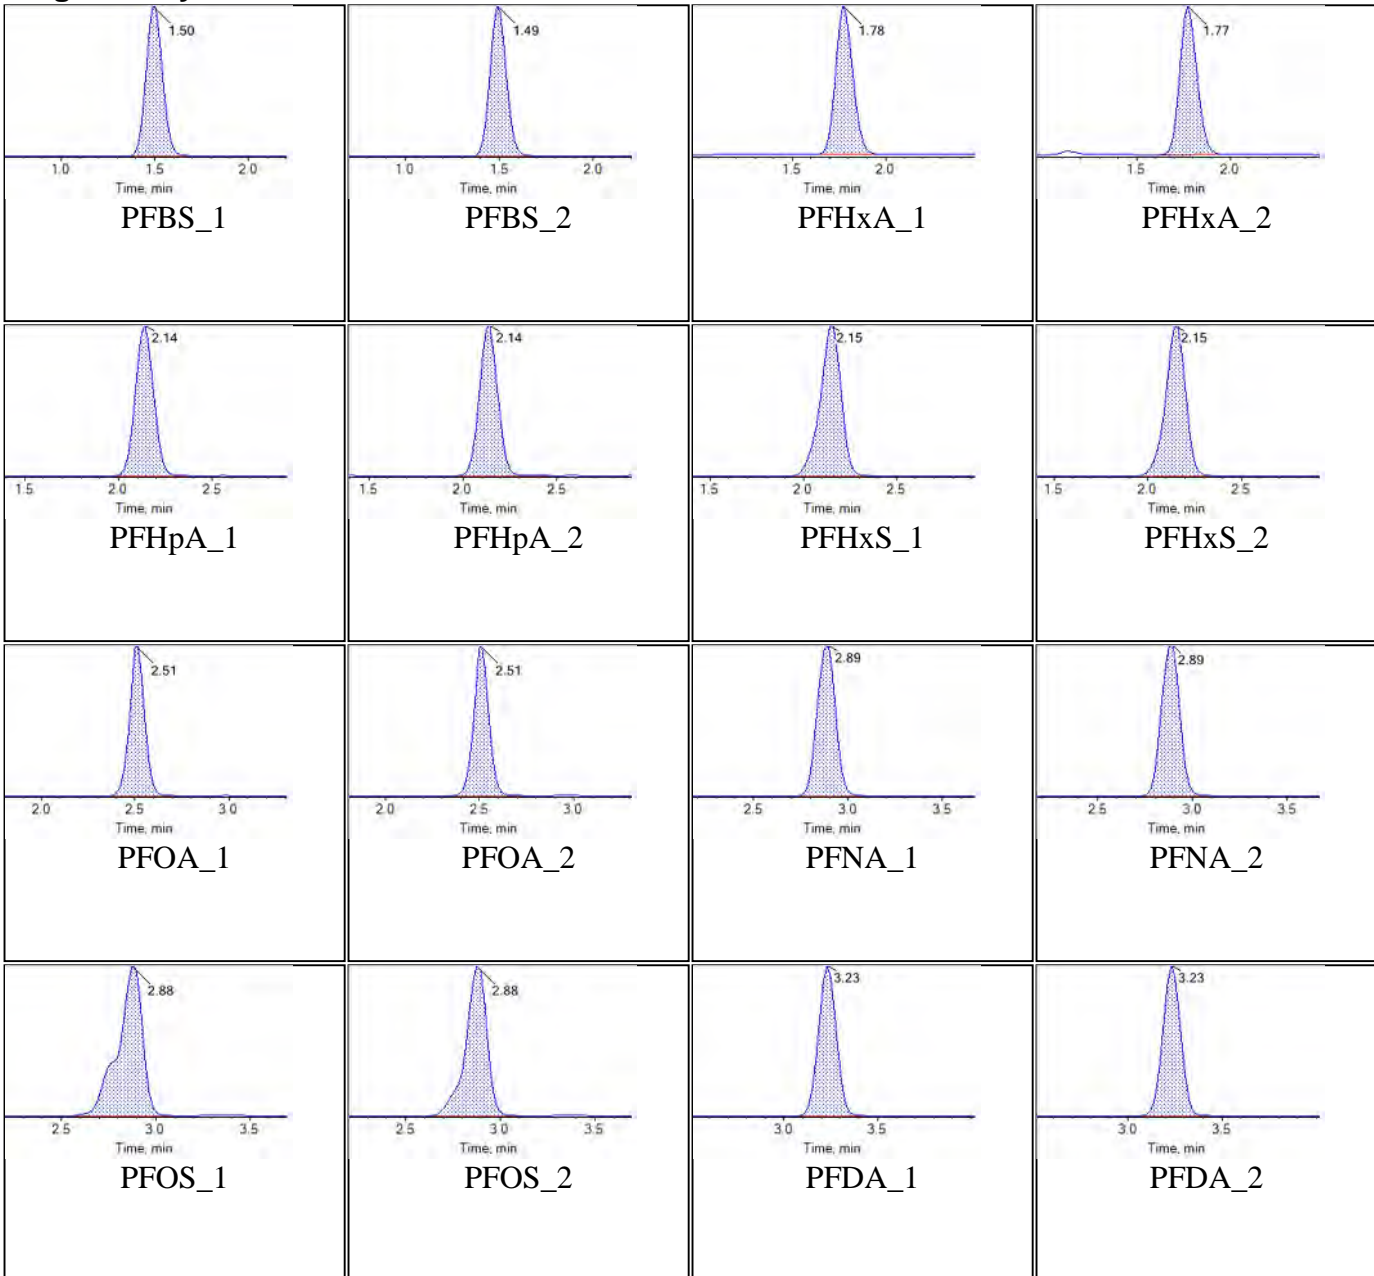 1.50 1.49 1.78 1.77
1.0 1.5 2.0 1.0 1.5 2.0 1.5 2.0 1.5 2.0
Time, min Time, min Time, min Time, min
PFBS_1 PFBS_2 PFHxA_1 PFHxA_2
2.14 2.14 2.15 2.15
1.5 2.0 2.5 1.5 2.0 2.5 1.5 2.0 2.5 1.5 2.0 2.5
Time, min Time, min Time, min Time, min
PFHpA_1 PFHpA_2 PFHxS_1 PFHxS_2
2.51 2.51 2.89 2.89
2.0 2.5 3.0 2.0 2.5 3.0 2.5 3.0 3.5 2.5 3.0 3.5
Time, min Time, min Time, min Time, min
PFOA_1 PFOA_2 PFNA_1 PFNA_2
2.88 2.88 3.23 3.23
2.5 3.0 3.5 2.5 3.0 3.5 3.0 3.5 3.0 3.5
Time, min Time, min Time, min Time, min
PFOS_1 PFOS_2 PFDA_1 PFDA_2